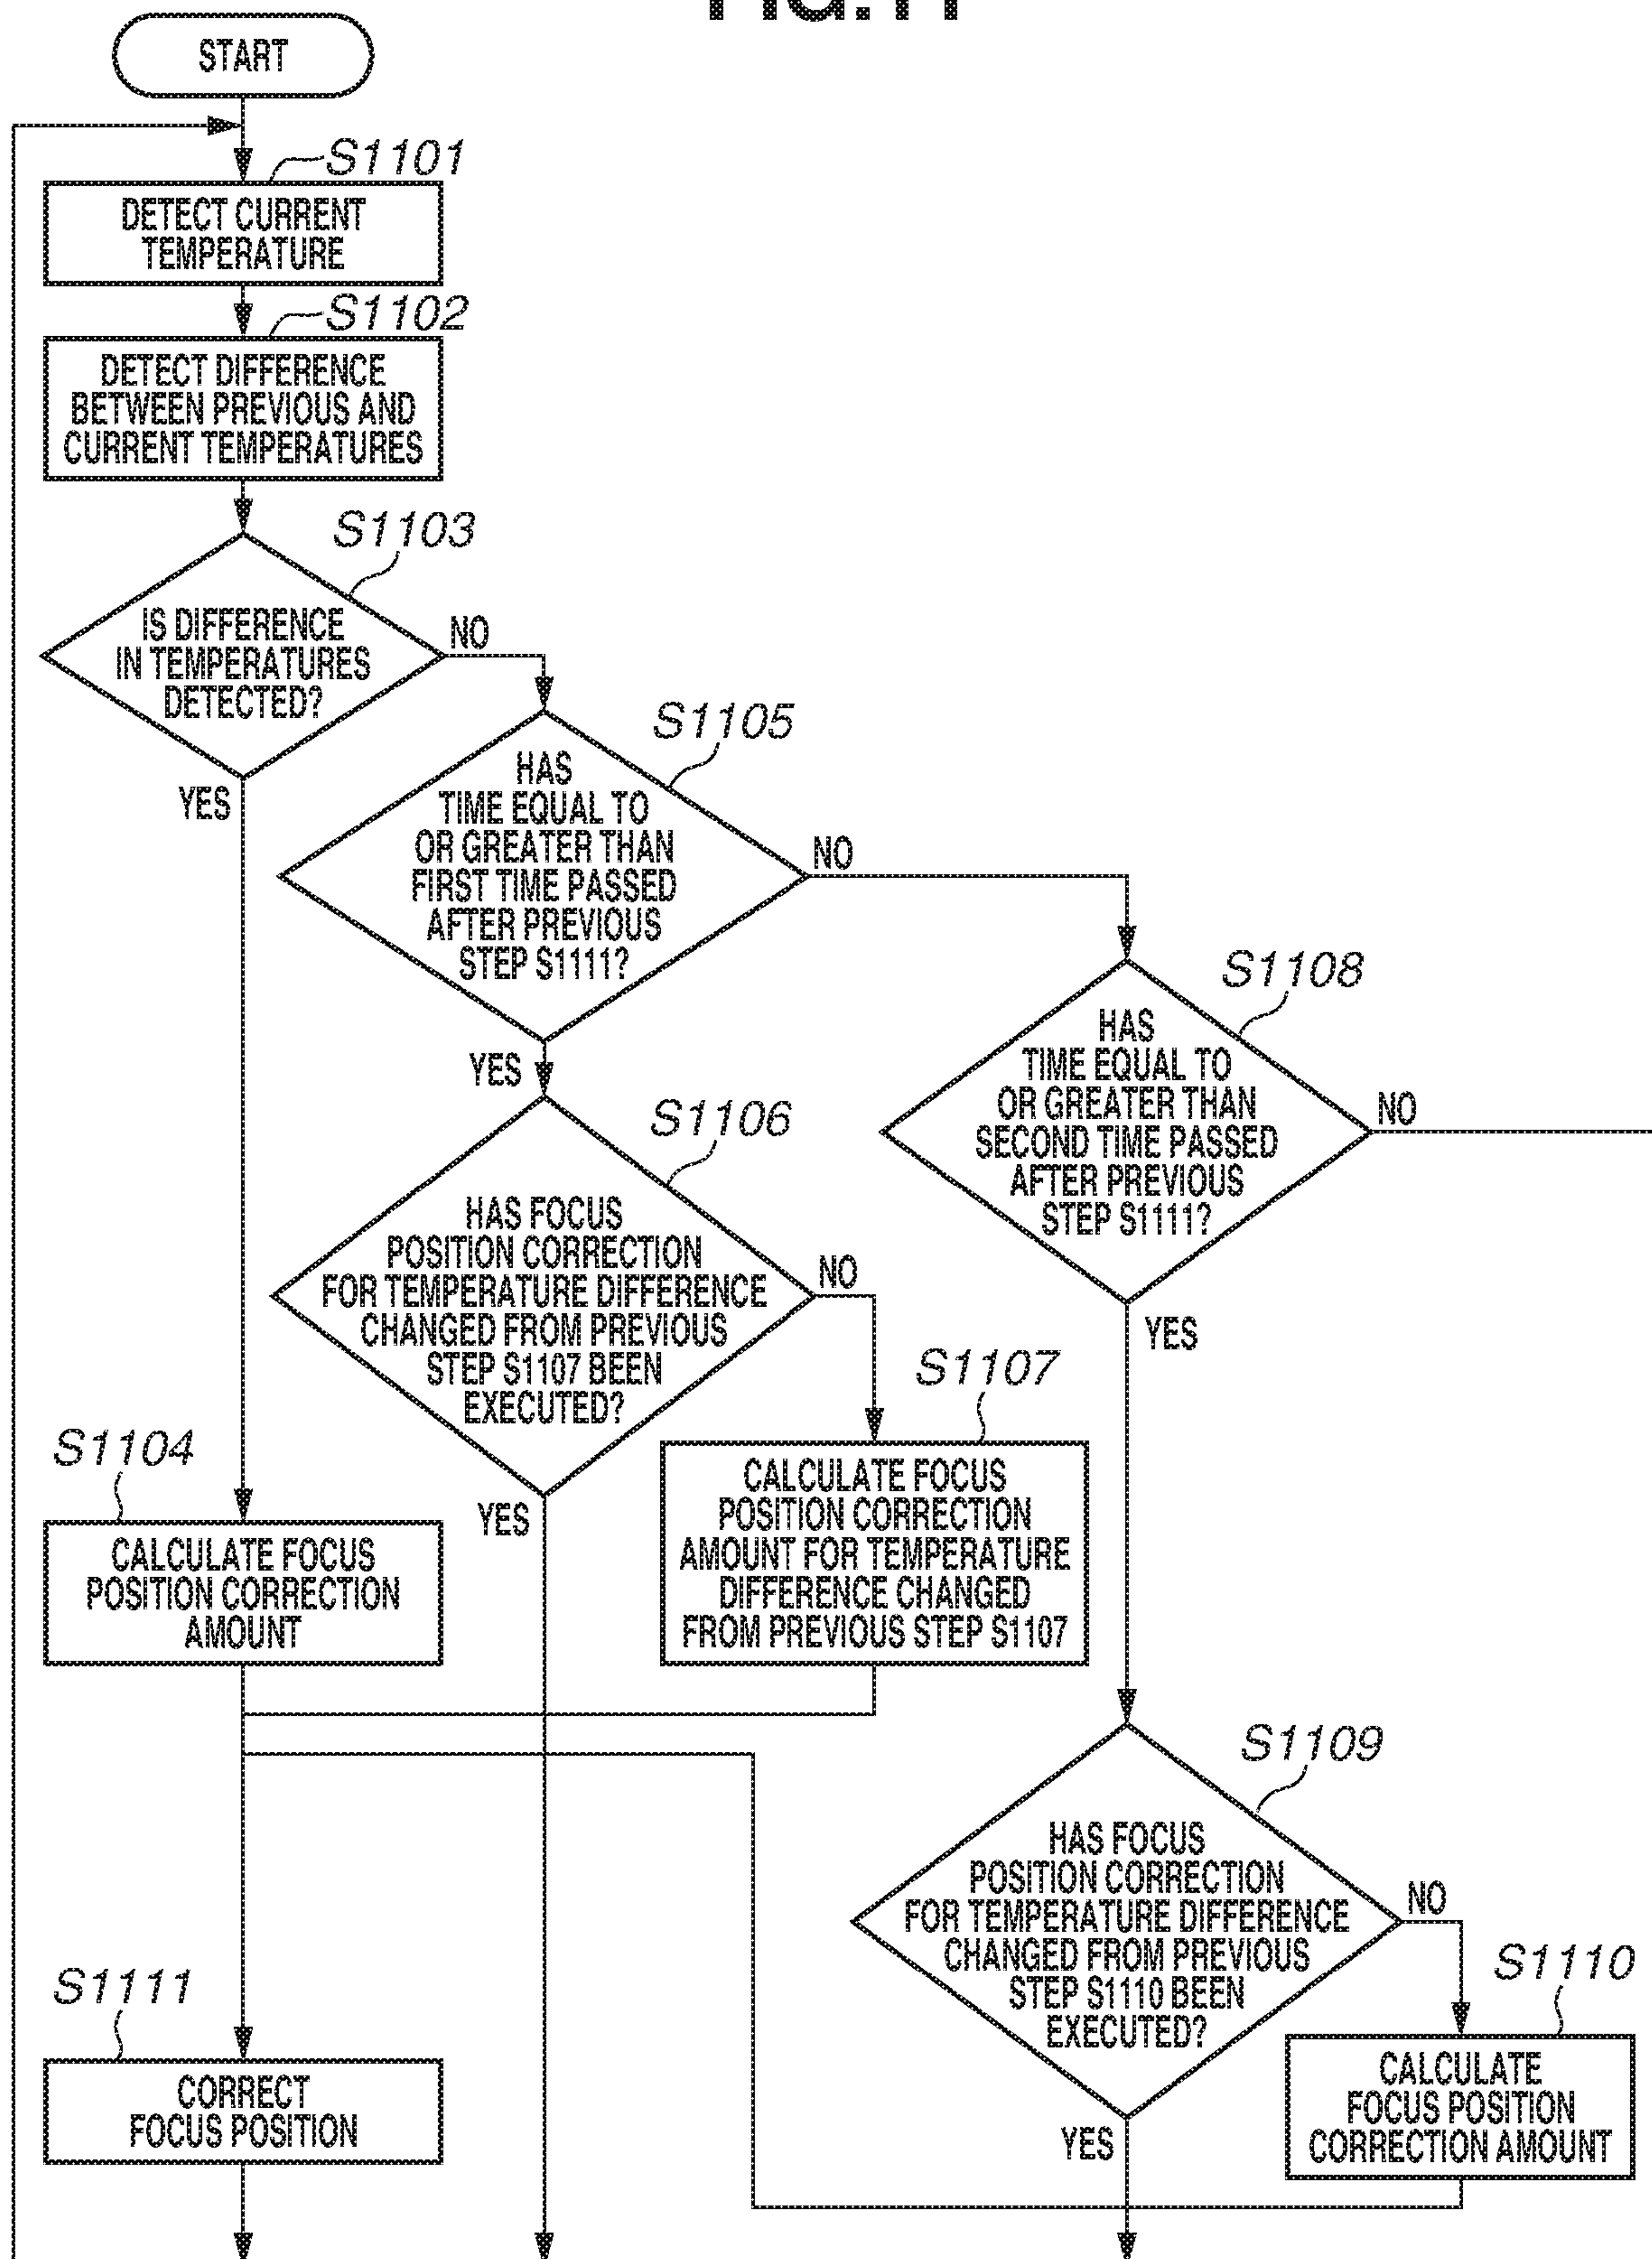 FIG.11
START
S1101
DETECT CURRENT
TEMPERATURE
S1102
DETECT DIFFERENCE
BETWEEN PREVIOUS AND
CURRENT TEMPERATURES
S1103
IS DIFFERENCE
IN TEMPERATURES
DETECTED?
NO
YES
S1105
HAS
TIME EQUAL TO
OR GREATER THAN
FIRST TIME PASSED
AFTER PREVIOUS
STEP S1111?
NO
YES
S1108
HAS
TIME EQUAL TO
OR GREATER THAN
SECOND TIME PASSED
AFTER PREVIOUS
STEP S1111?
NO
YES
S1106
HAS FOCUS
POSITION CORRECTION
FOR TEMPERATURE DIFFERENCE
CHANGED FROM PREVIOUS
STEP S1107 BEEN
EXECUTED?
NO
YES
S1107
CALCULATE FOCUS
POSITION CORRECTION
AMOUNT FOR TEMPERATURE
DIFFERENCE CHANGED
FROM PREVIOUS STEP S1107
S1104
CALCULATE FOCUS
POSITION CORRECTION
AMOUNT
S1109
HAS FOCUS
POSITION CORRECTION
FOR TEMPERATURE DIFFERENCE
CHANGED FROM PREVIOUS
STEP S1110 BEEN
EXECUTED?
NO
YES
S1110
CALCULATE
FOCUS POSITION
CORRECTION AMOUNT
S1111
CORRECT
FOCUS POSITION